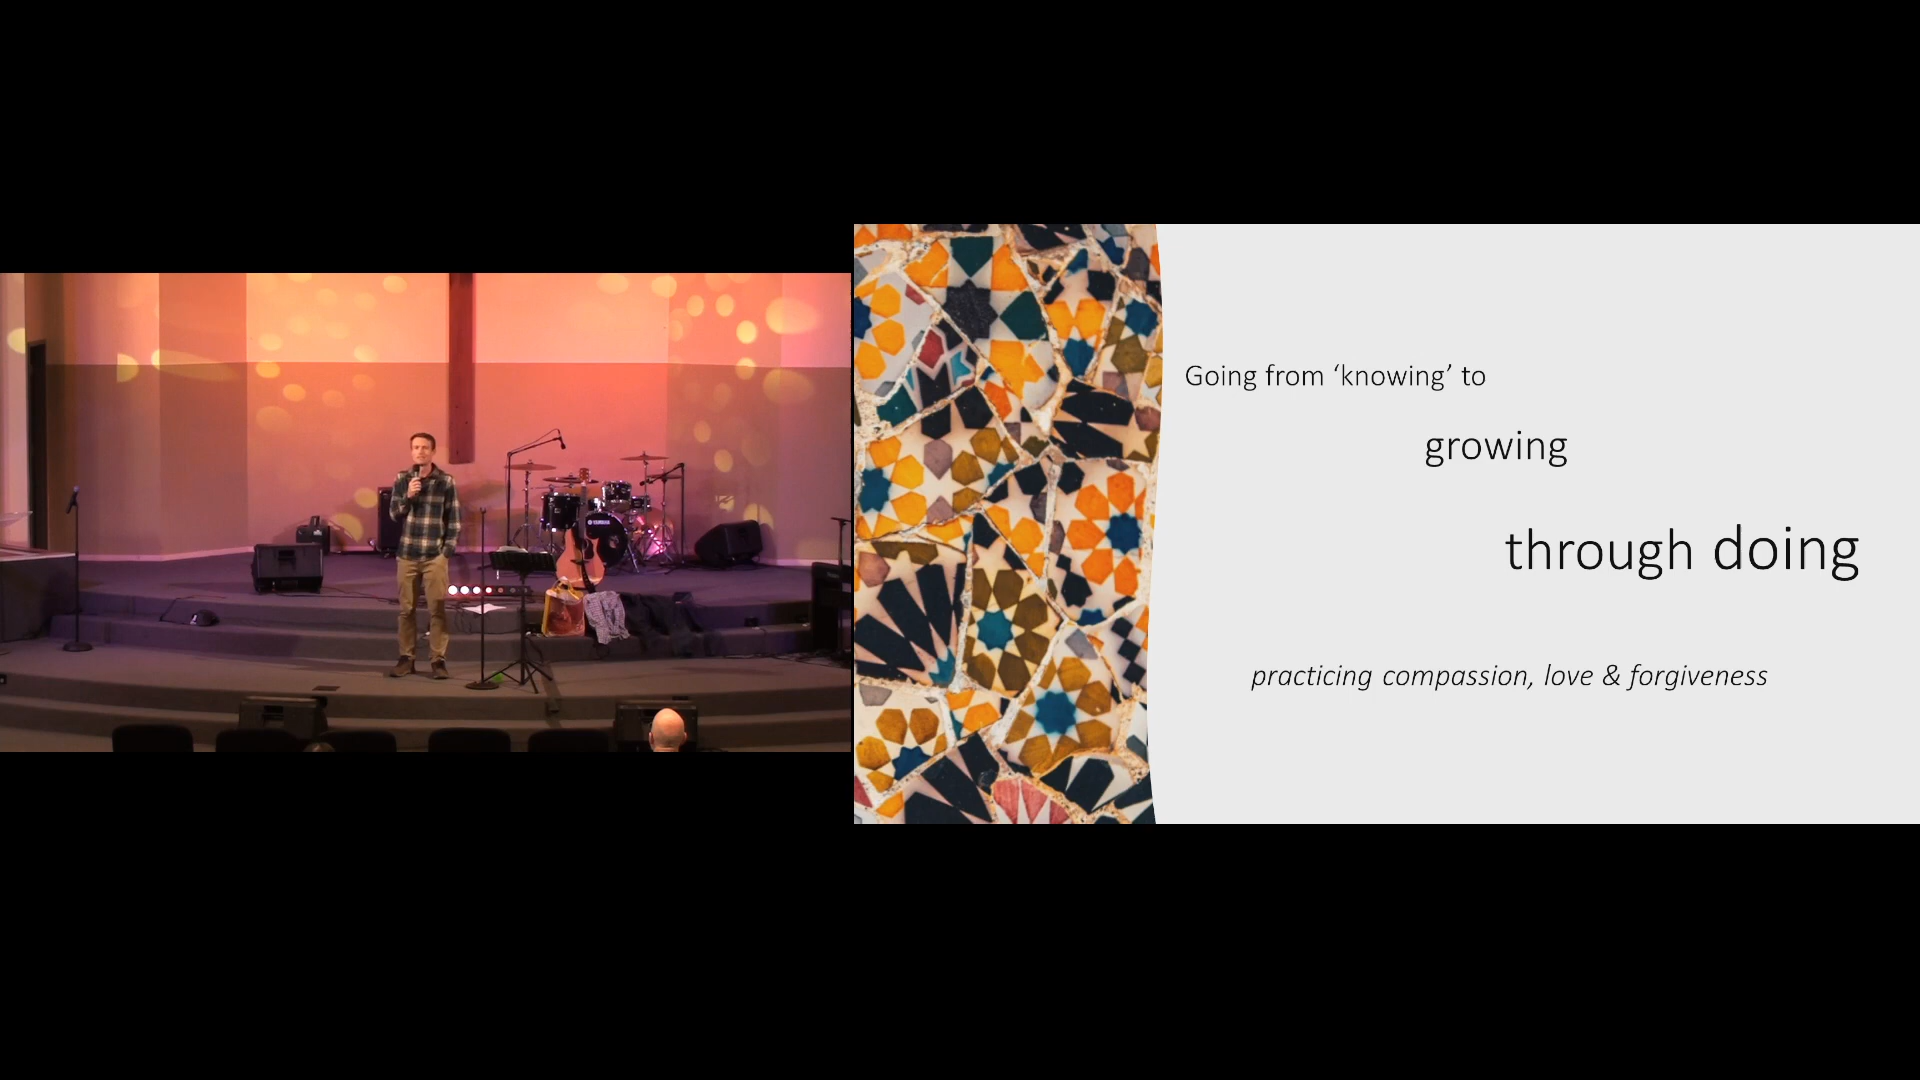 Going from ‘knowing’ to
growing
through doing
practicing compassion, love & forgiveness